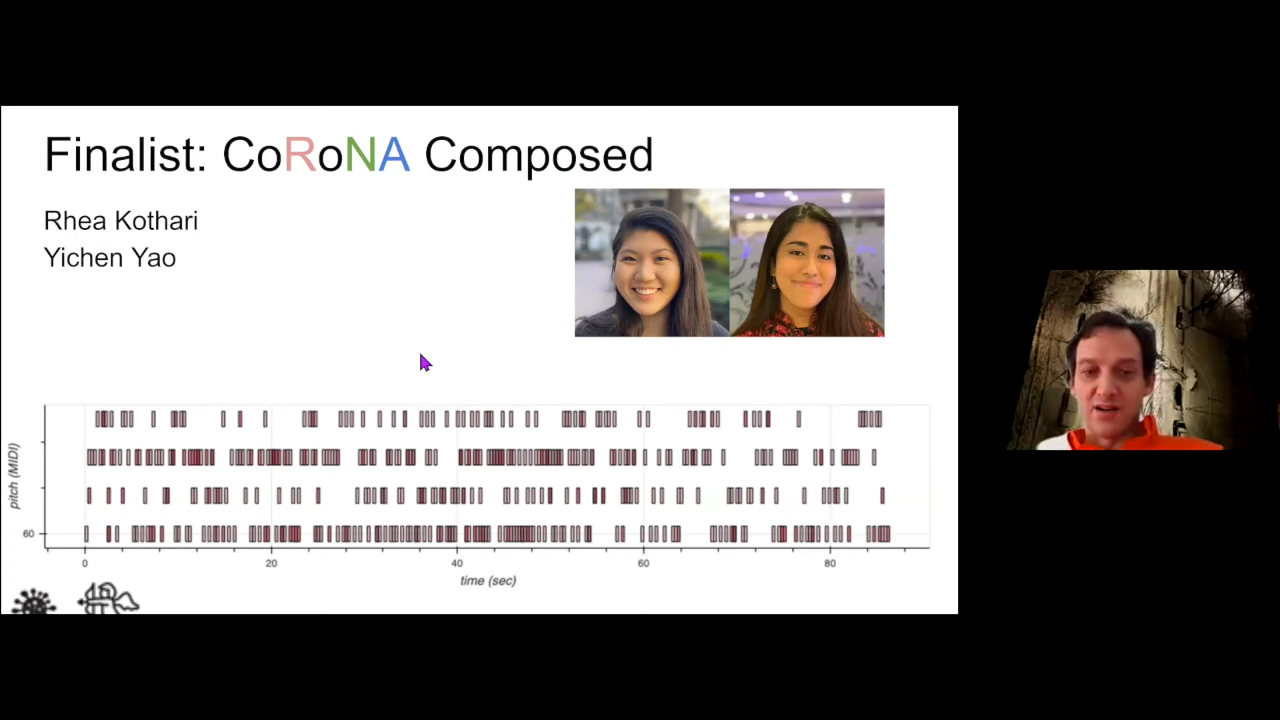 Finalist: CoRoNA Composed
Rhea Kothari
Yichen Yao
pitch (MIDI)
60
0 20 40 60 80
time (sec)